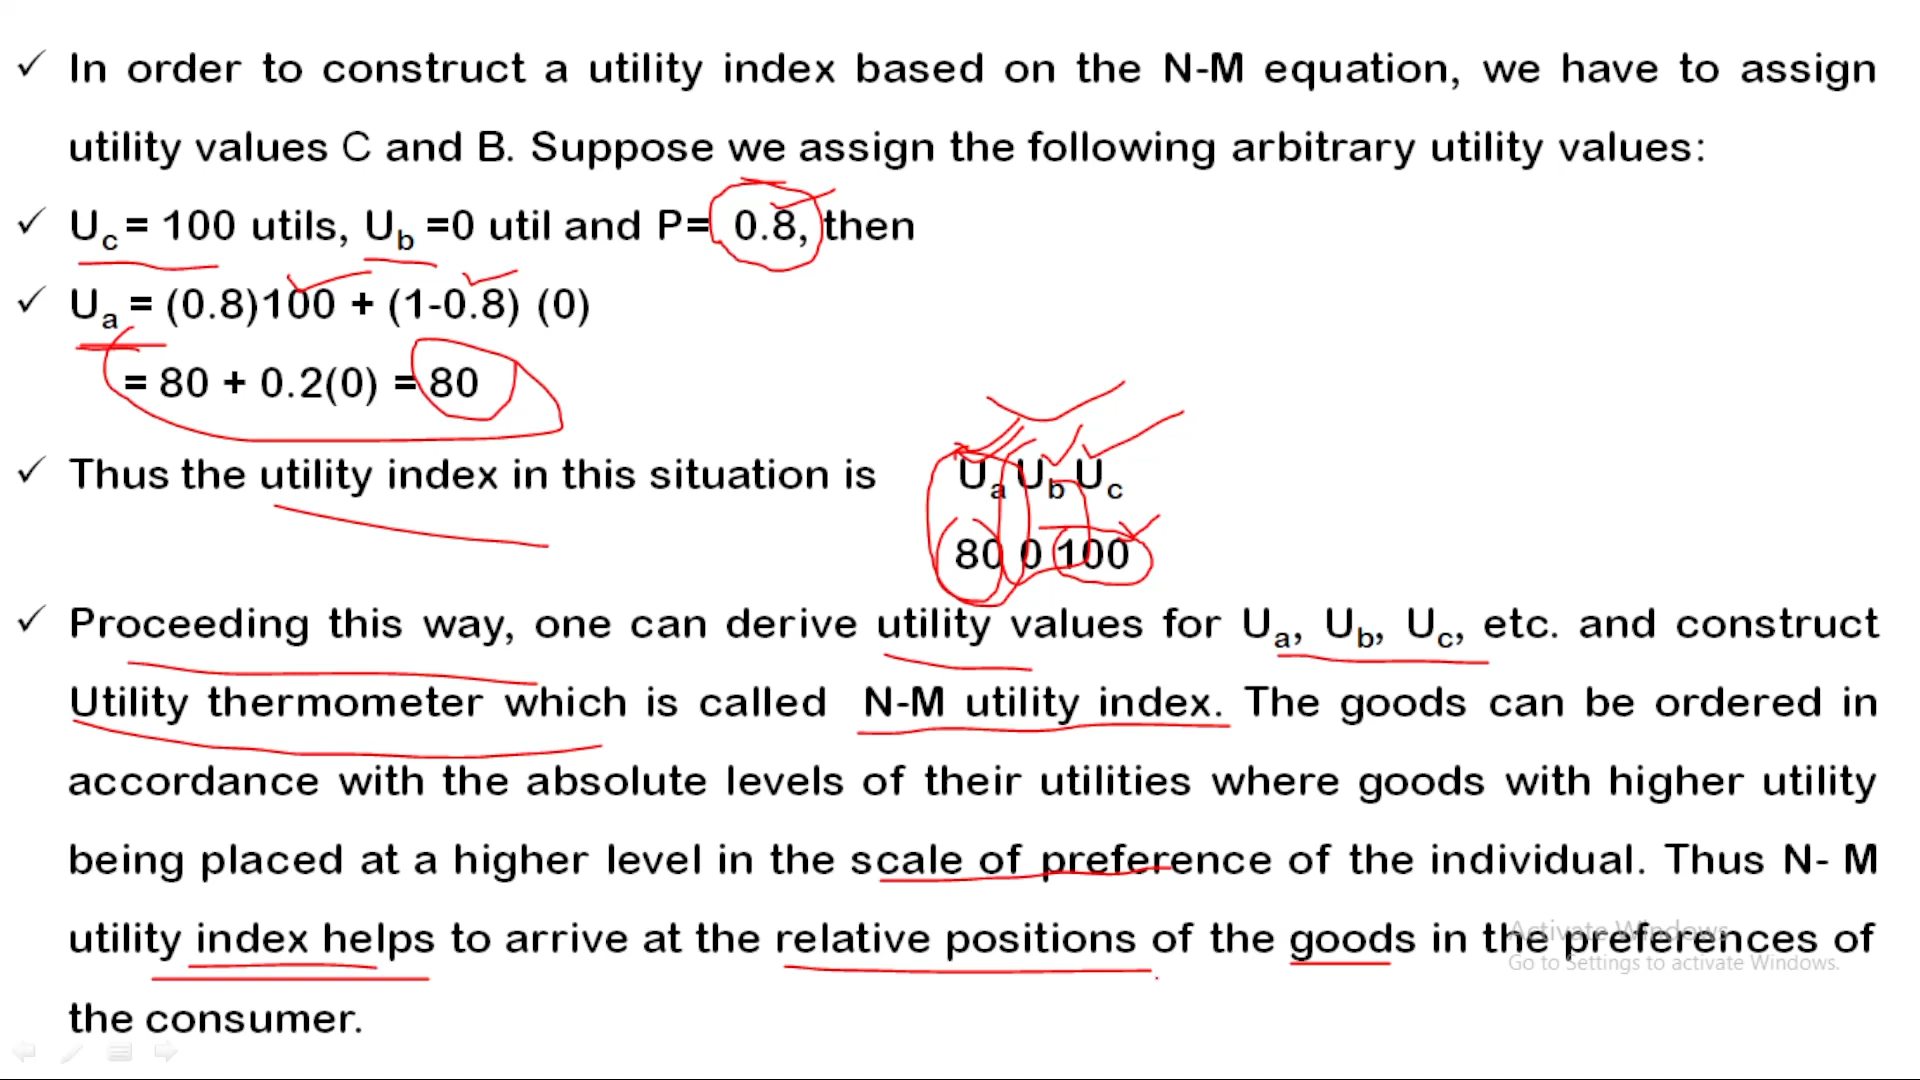 ✓ In order to construct a utility index based on the N-M equation, we have to assign
utility values C and B. Suppose we assign the following arbitrary utility values:
✓ Uc = 100 utils, Ub =0 util and P= 0.8, then
✓ Ua = (0.8)100 + (1-0.8) (0)
= 80 + 0.2(0) = 80
✓ Thus the utility index in this situation is Ua Ub Uc
80 0 100
✓ Proceeding this way, one can derive utility values for Ua, Ub, Uc, etc. and construct
Utility thermometer which is called N-M utility index. The goods can be ordered in
accordance with the absolute levels of their utilities where goods with higher utility
being placed at a higher level in the scale of preference of the individual. Thus N- M
utility index helps to arrive at the relative positions of the goods in the preferences of
the consumer.
Activate Windows
Go to Settings to activate Windows.